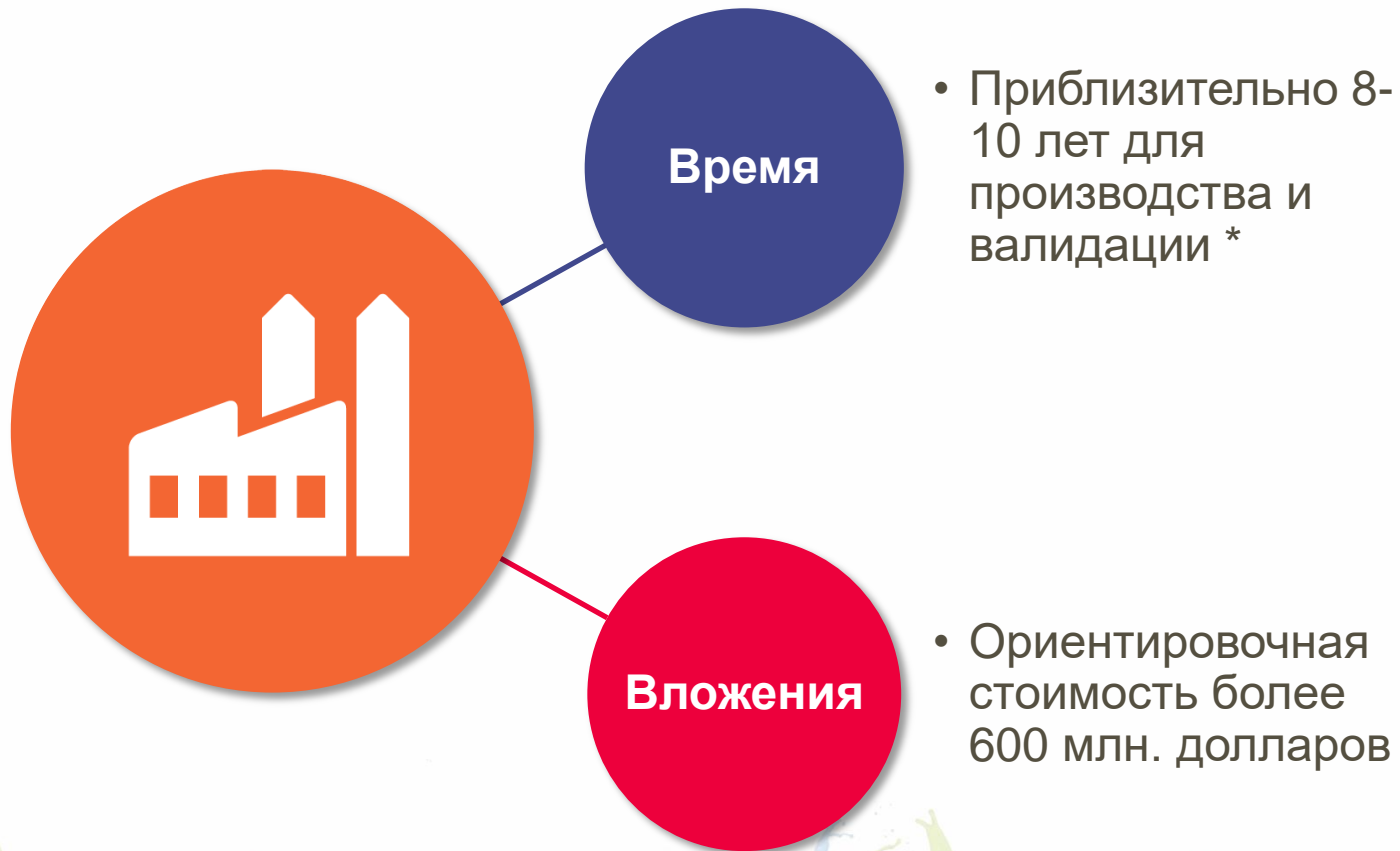 Время
• Приблизительно 8-
10 лет для
производства и
валидации *
Вложения
• Ориентировочная
стоимость более
600 млн. долларов